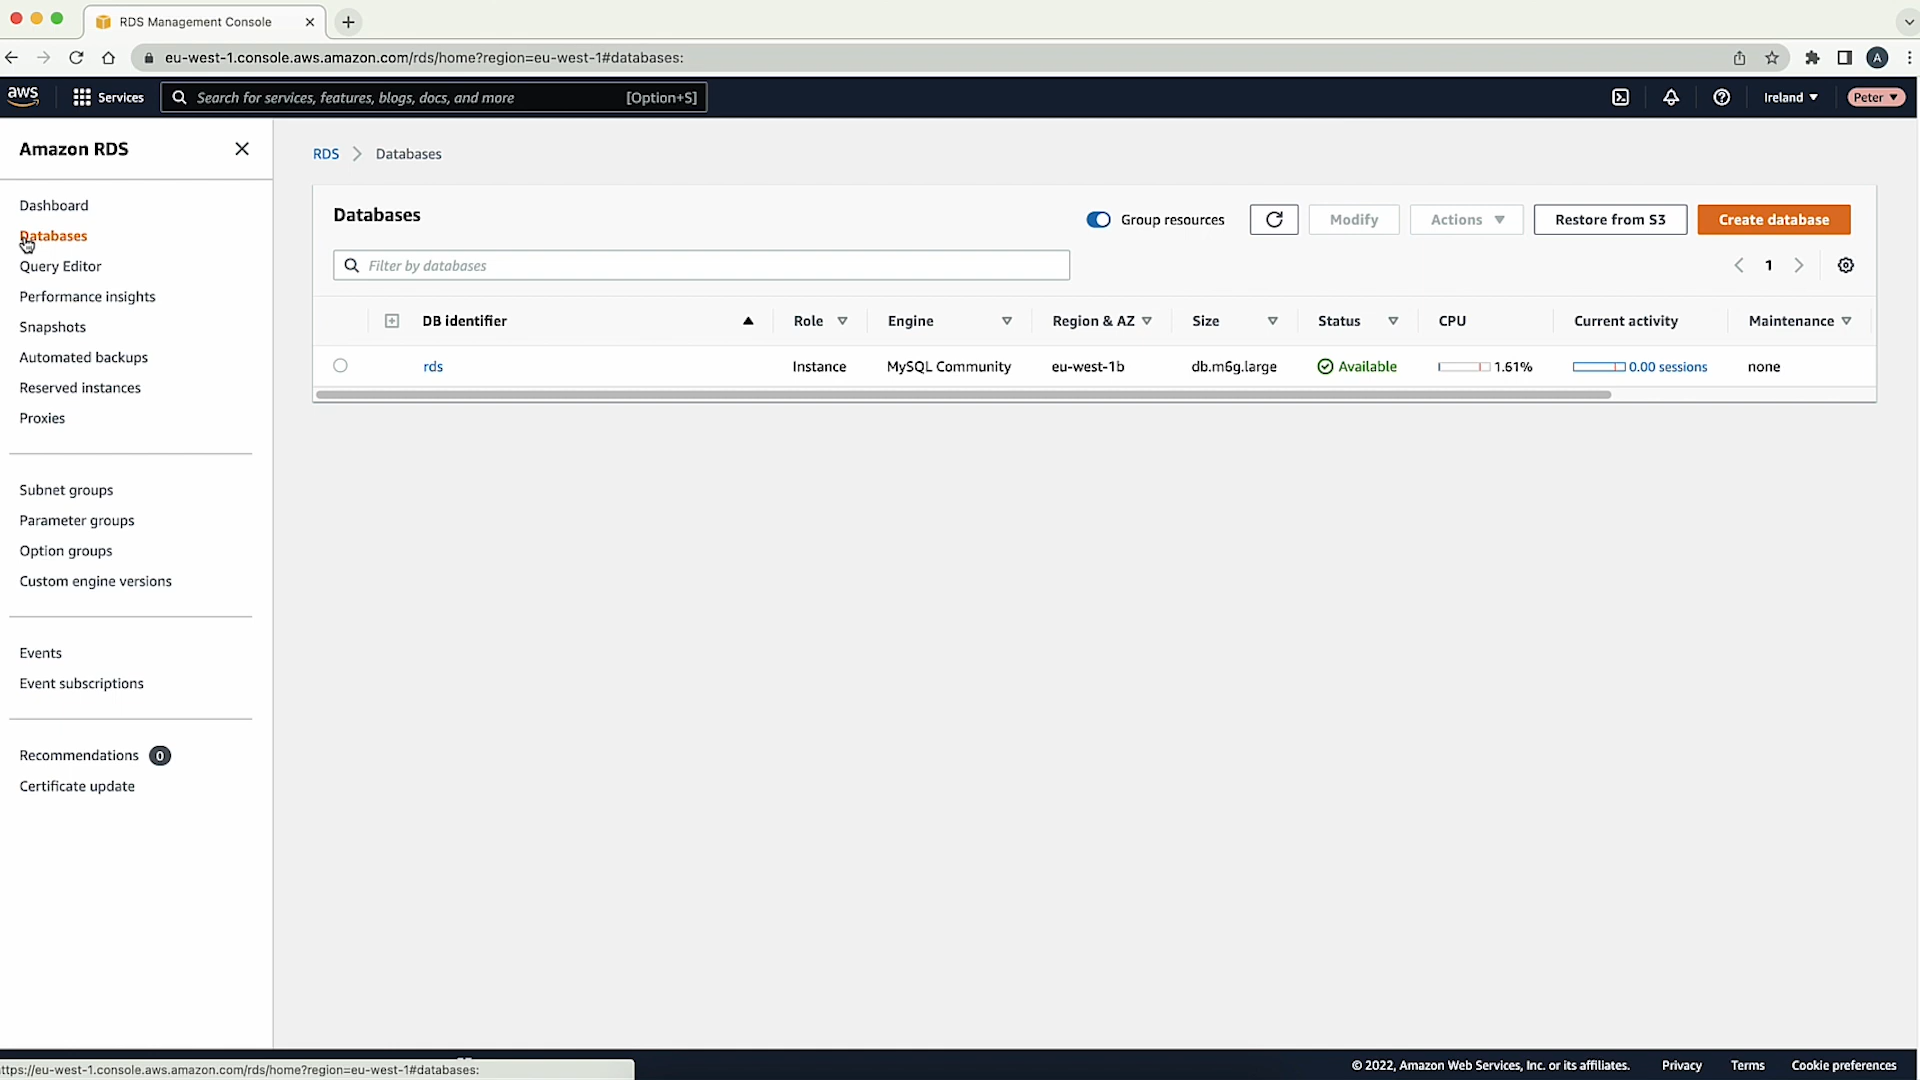 RDS Management Console
eu-west-1.console.aws.amazon.com/rds/home?region=eu-west-1#databases:
aws
Services
Search for services, features, blogs, docs, and more
[Option+S]
Ireland
Peter
A
Amazon RDS
Dashboard
Databases
Query Editor
Performance insights
Snapshots
Automated backups
Reserved instances
Proxies
Subnet groups
Parameter groups
Option groups
Custom engine versions
Events
Event subscriptions
Recommendations 0
Certificate update
RDS > Databases
Databases
Group resources
Modify
Actions
Restore from S3
Create database
Filter by databases
1
DB identifier Role Engine Region & AZ Size Status CPU Current activity Maintenance
rds Instance MySQL Community eu-west-1b db.m6g.large Available 1.61% 0.00 sessions none
ttps://eu-west-1.console.aws.amazon.com/rds/home?region=eu-west-1#databases:
© 2022, Amazon Web Services, Inc. or its affiliates. Privacy Terms Cookie preferences